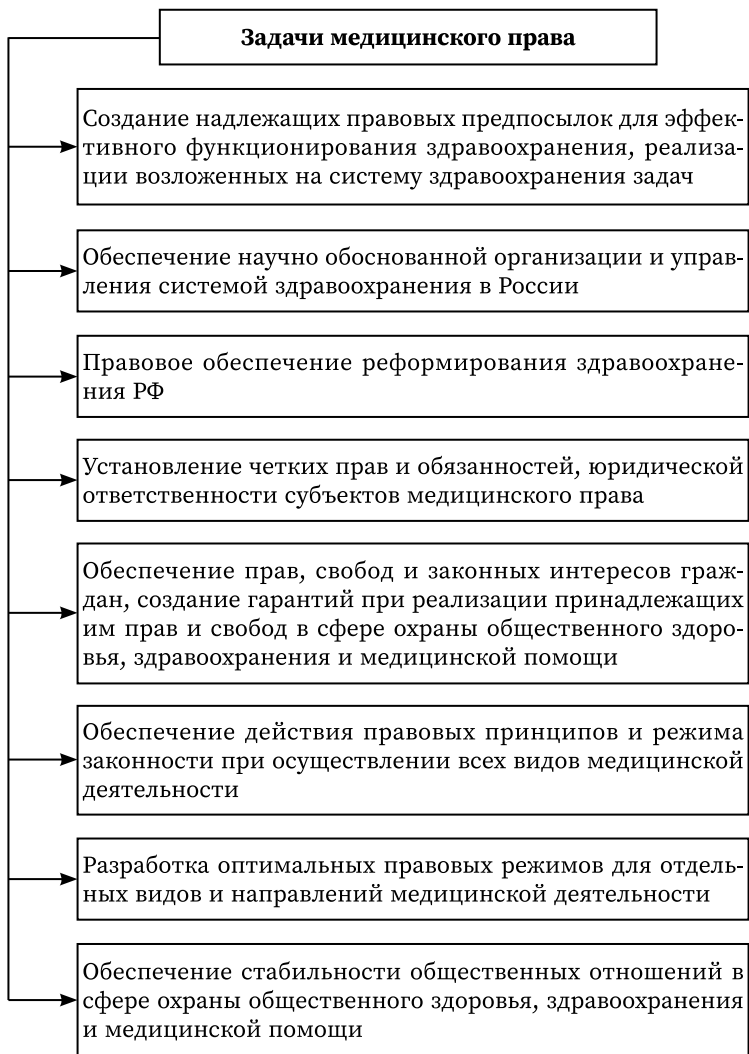 Задачи медицинского права
Создание надлежащих правовых предпосылок для эффек-
тивного функционирования здравоохранения, реализа-
ции возложенных на систему здравоохранения задач
Обеспечение научно обоснованной организации и управ-
ления системой здравоохранения в России
Правовое обеспечение реформирования здравоохране-
ния РФ
Установление четких прав и обязанностей, юридической
ответственности субъектов медицинского права
Обеспечение прав, свобод и законных интересов граж-
дан, создание гарантий при реализации принадлежащих
им прав и свобод в сфере охраны общественного здоро-
вья, здравоохранения и медицинской помощи
Обеспечение действия правовых принципов и режима
законности при осуществлении всех видов медицинской
деятельности
Разработка оптимальных правовых режимов для отдель-
ных видов и направлений медицинской деятельности
Обеспечение стабильности общественных отношений в
сфере охраны общественного здоровья, здравоохранения
и медицинской помощи